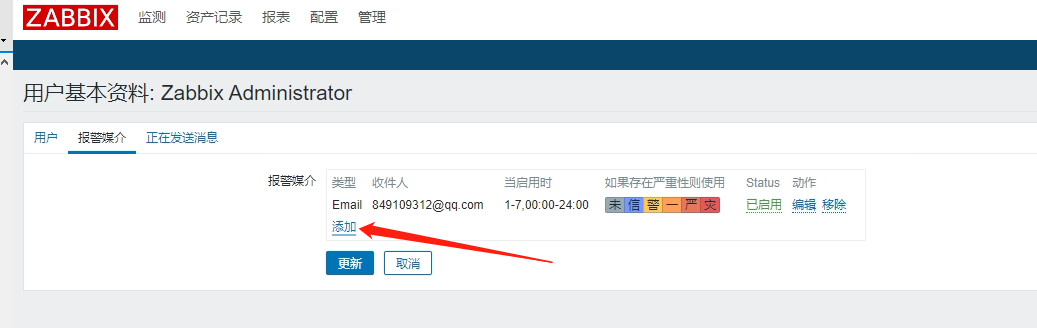 ZABBIX 监测 资产记录 报表 配置 管理
用户基本资料: Zabbix Administrator
用户 报警媒介 正在发送消息
报警媒介 类型 收件人 当启用时 如果存在严重性则使用 Status 动作
Email 849109312@qq.com 1-7,00:00-24:00 未 信 警 一 严 灾 已启用 编辑 移除
添加
更新 取消